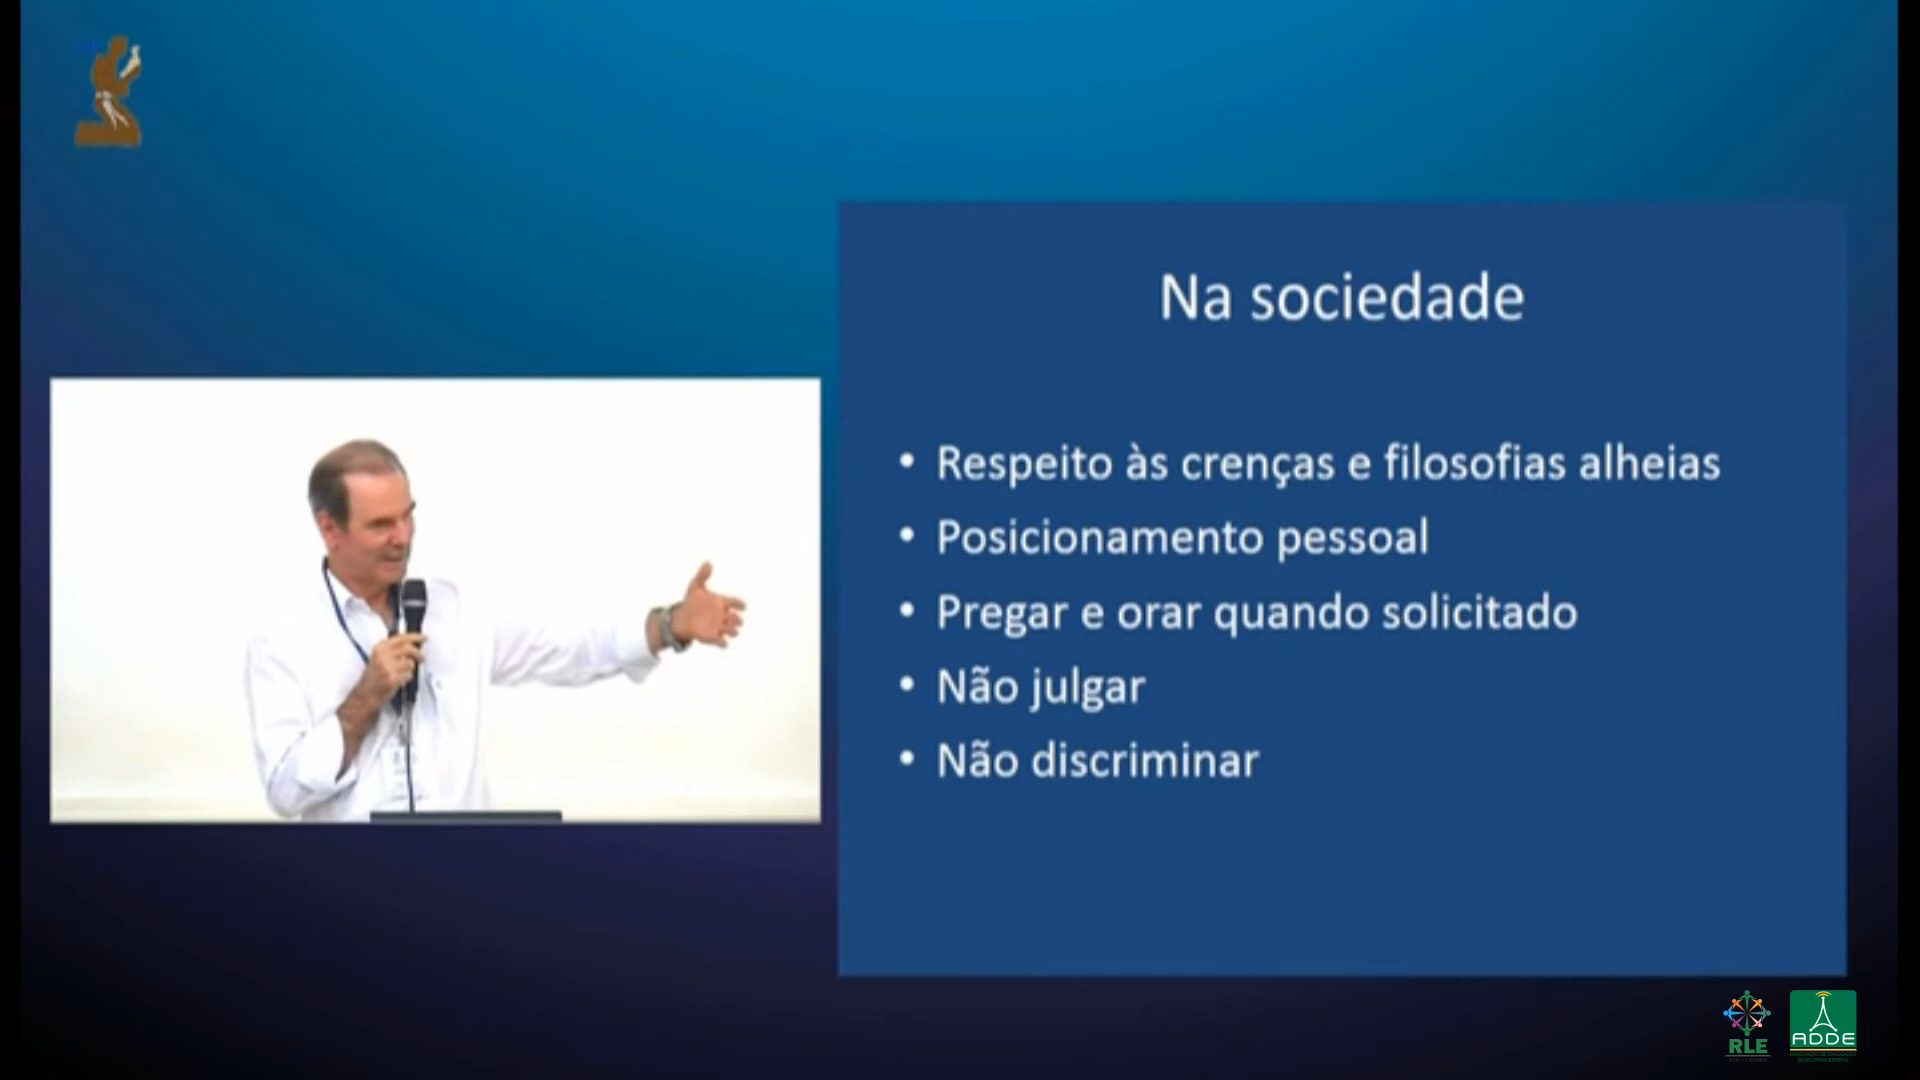 Na sociedade
• Respeito às crenças e filosofias alheias
• Posicionamento pessoal
• Pregar e orar quando solicitado
• Não julgar
• Não discriminar
RLE
ADDE